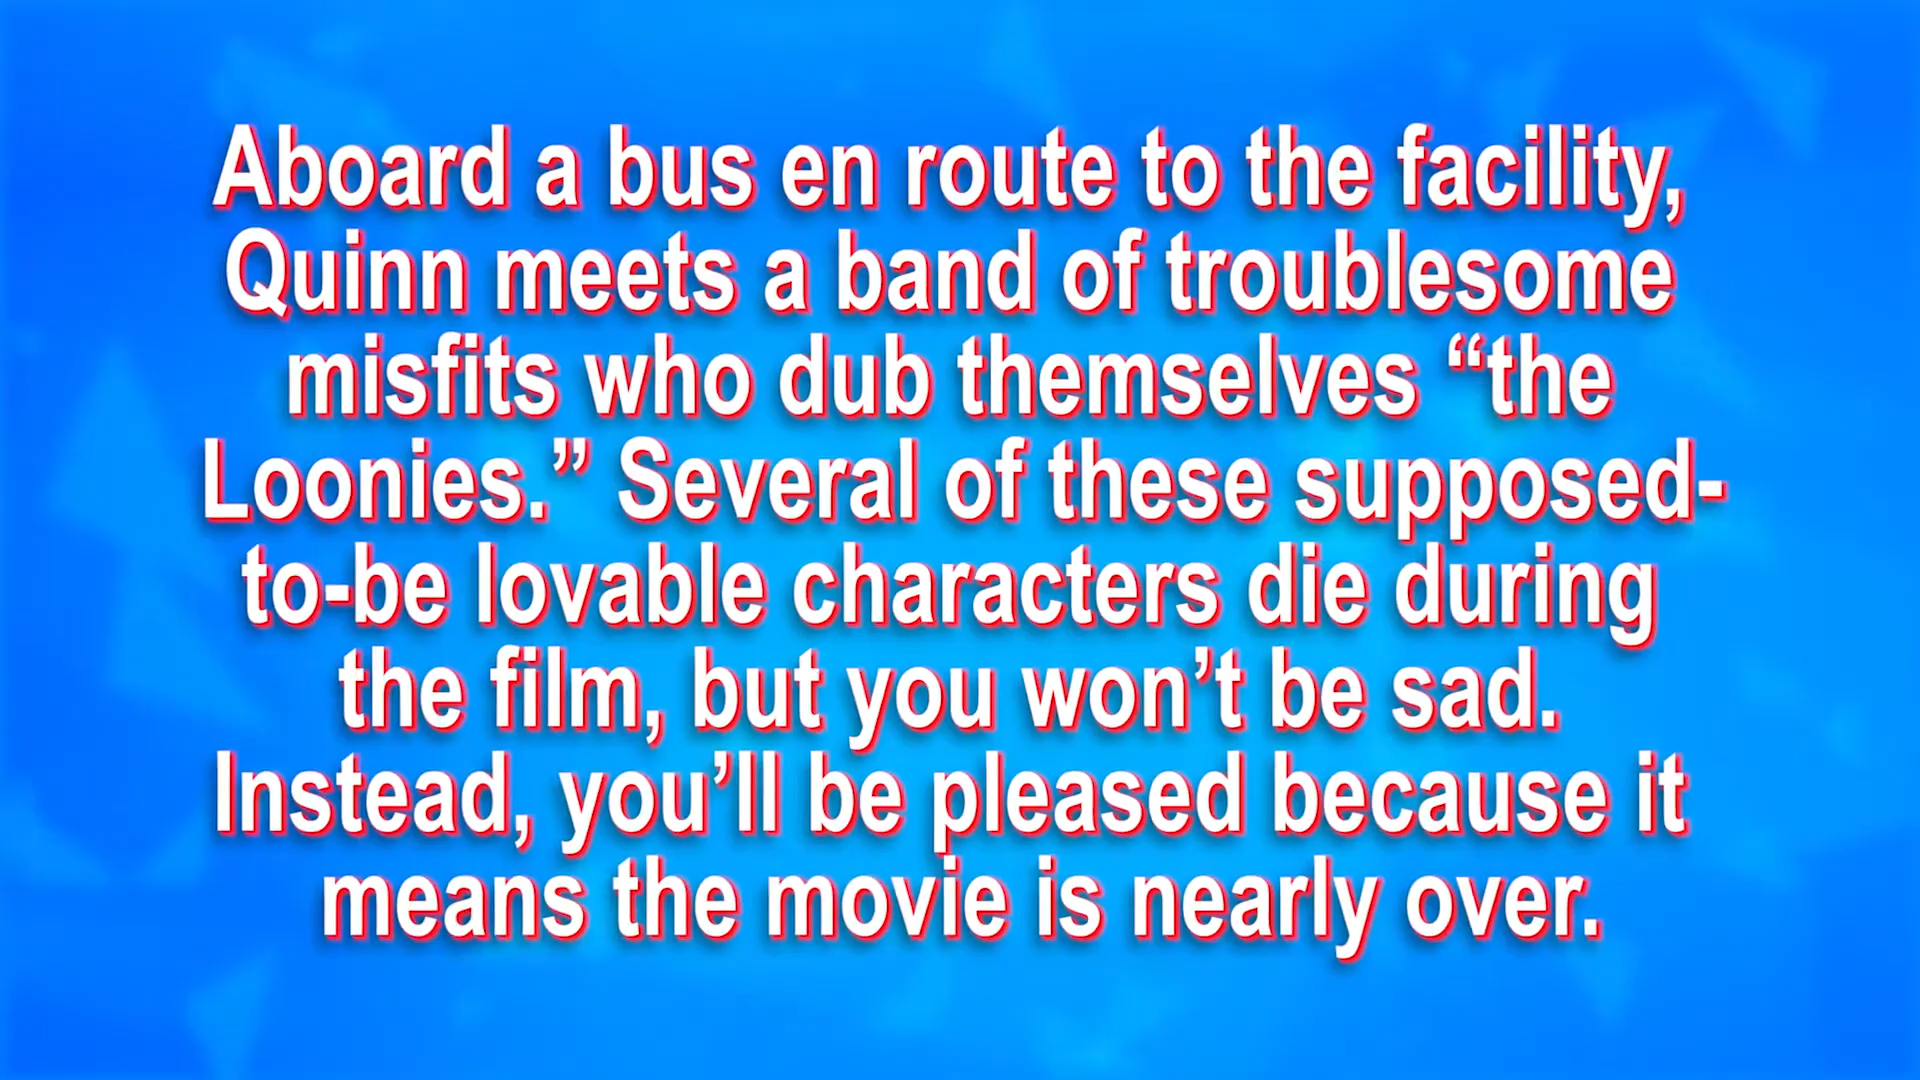 Aboard a bus en route to the facility,
Quinn meets a band of troublesome
misfits who dub themselves “the
Loonies.” Several of these supposed-
to-be lovable characters die during
the film, but you won’t be sad.
Instead, you’ll be pleased because it
means the movie is nearly over.